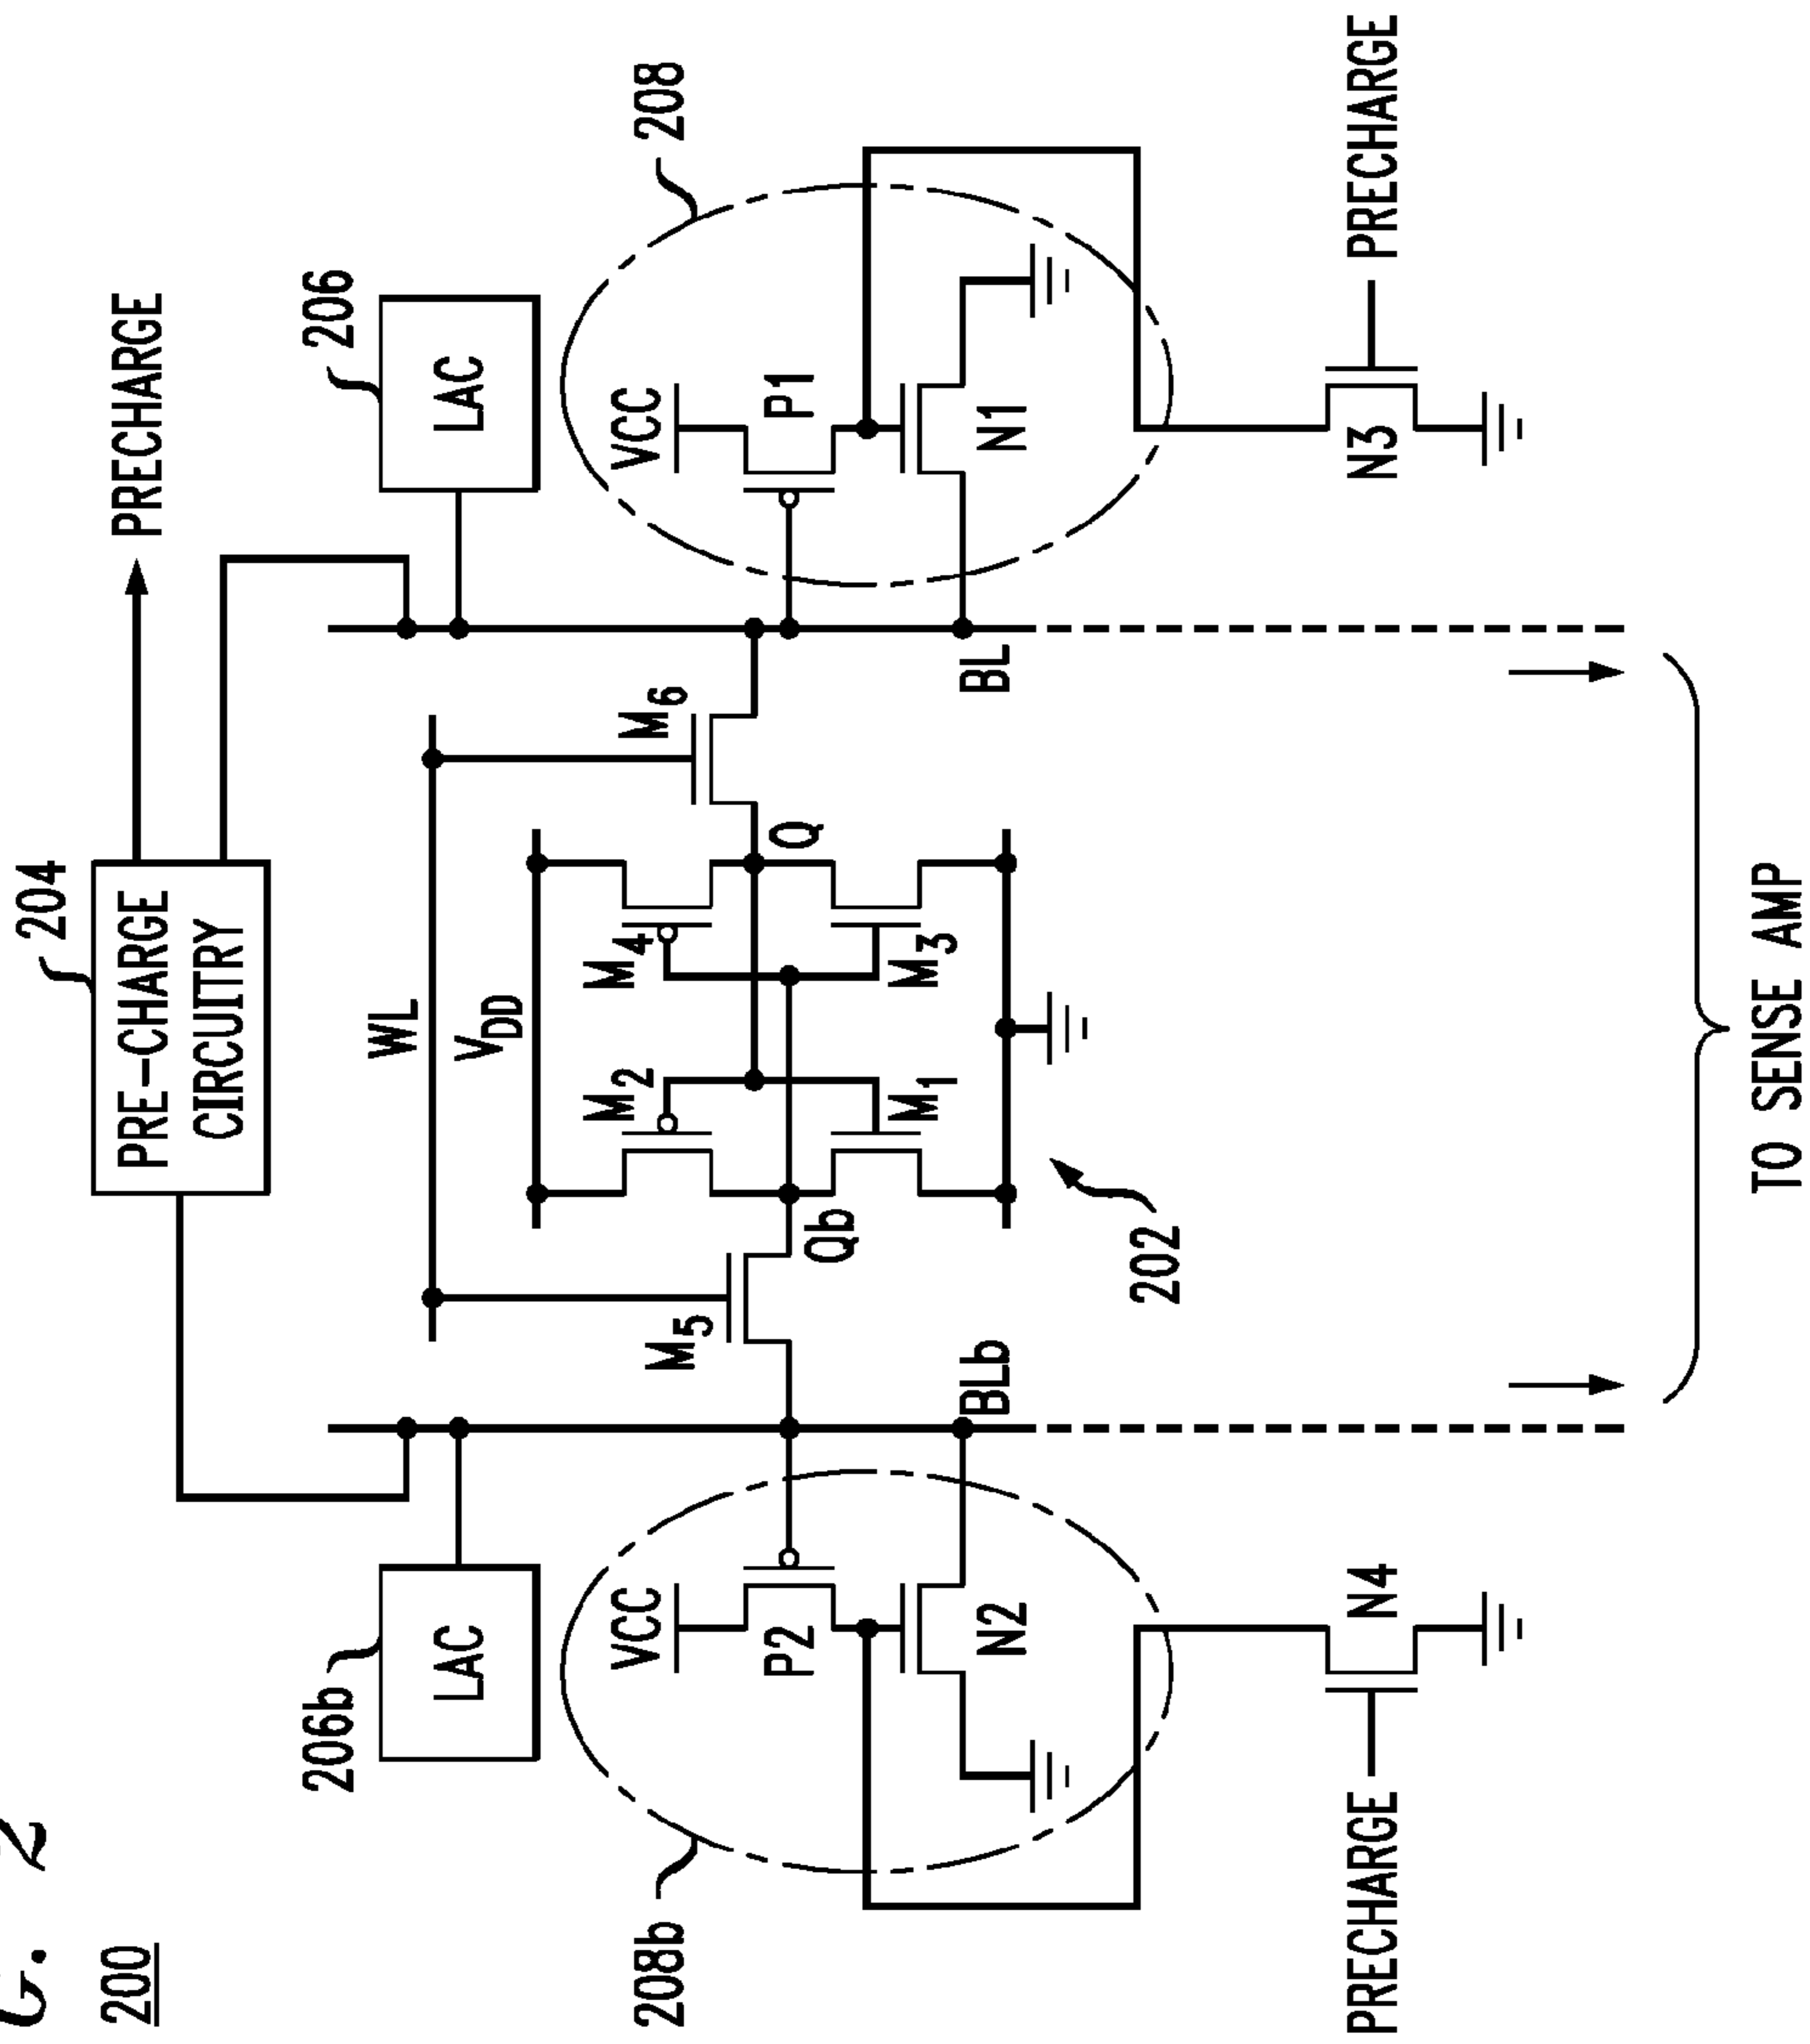 G. 2
200
204
PRE-CHARGE
CIRCUITRY
PRECHARGE
206b
LAC
206
LAC
WL
VDD
M5
M6
M2
M4
M1
M3
Qb
Q
202
208b
VCC
P2
N2
BLb
208
VCC
P1
N1
BL
PRECHARGE
N4
N3
PRECHARGE
TO SENSE AMP